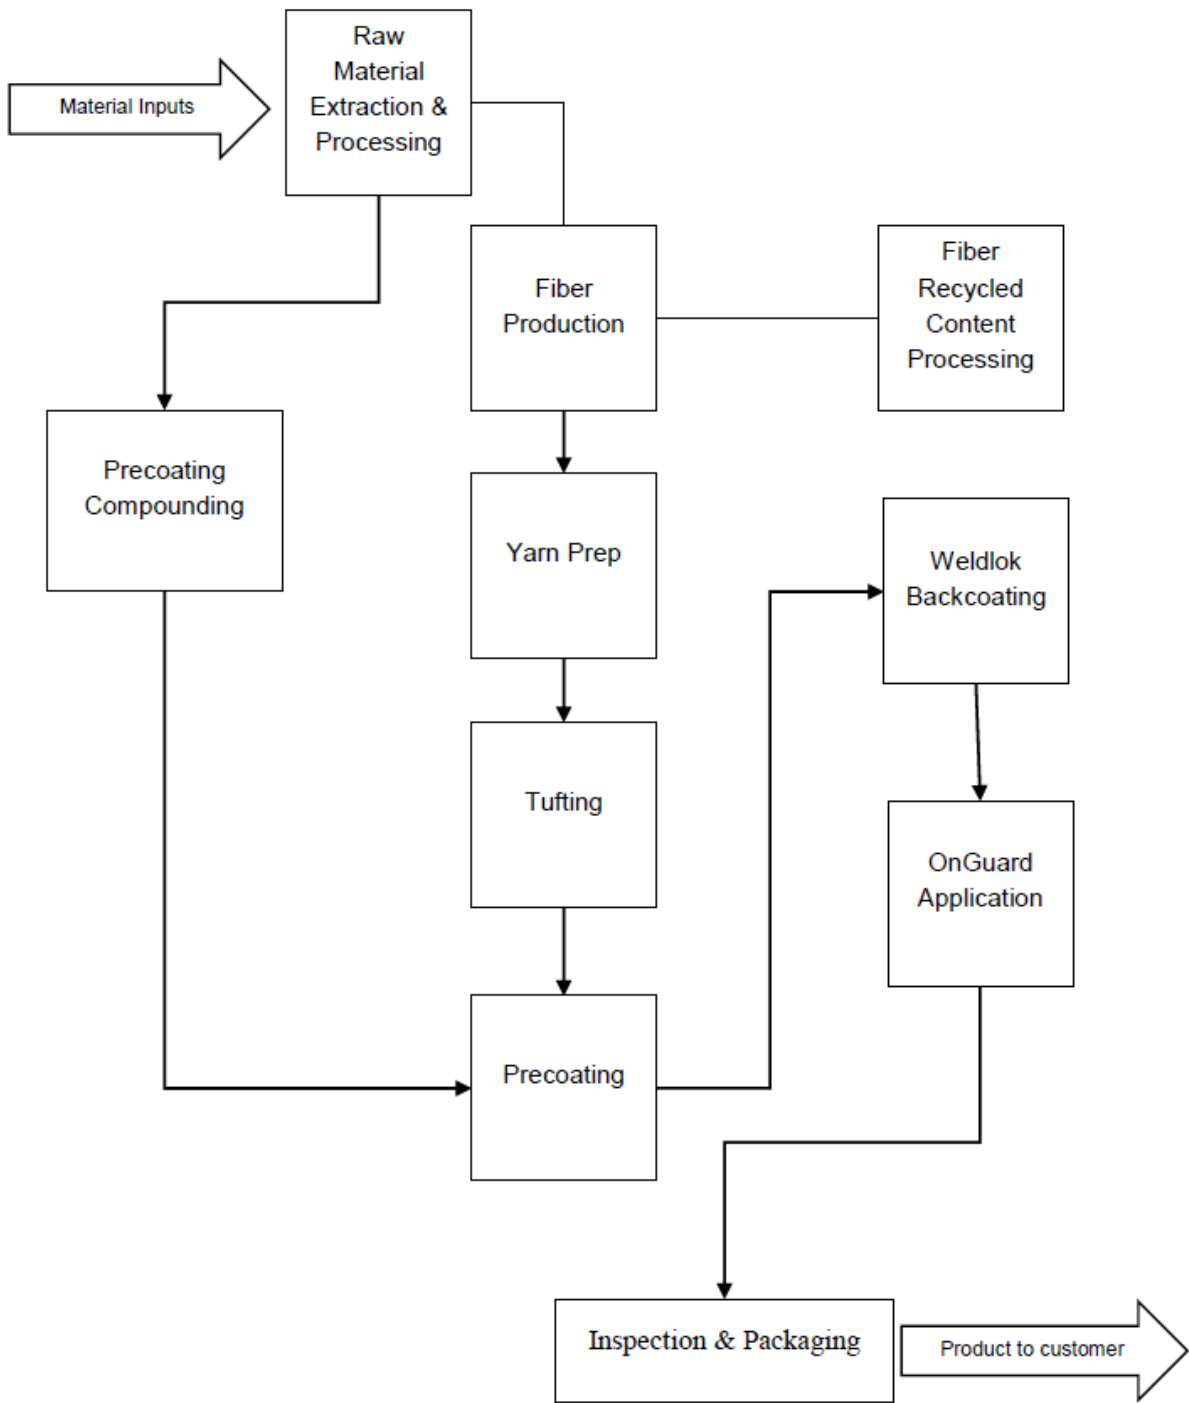 Raw
Material
Extraction &
Processing
Material Inputs
Fiber
Production
Fiber
Recycled
Content
Processing
Precoating
Compounding
Yarn Prep
Weldlok
Backcoating
Tufting
OnGuard
Application
Precoating
Inspection & Packaging
Product to customer